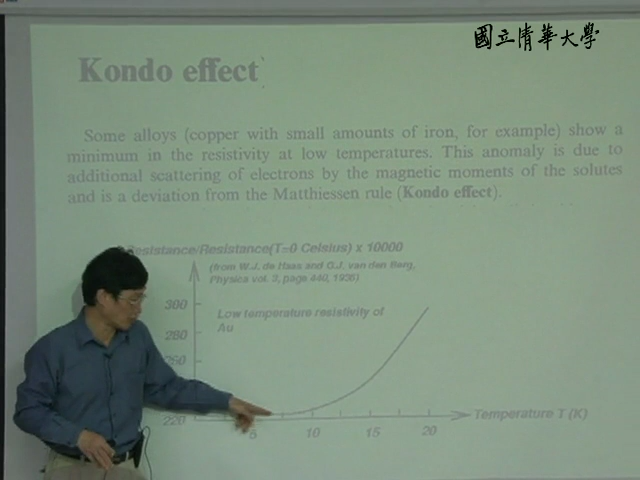 國立清華大學
Kondo effect
Some alloys (copper with small amounts of iron, for example) show a
minimum in the resistivity at low temperatures. This anomaly is due to
additional scattering of electrons by the magnetic moments of the solutes
and is a deviation from the Matthiessen rule (Kondo effect).
Resistance/Resistance(T=0 Celsius) x 10000
(from W.J. de Haas and G.J. van den Berg,
Physica vol. 3, page 440, 1936)
300
Low temperature resistivity of
Au
280
260
220
Temperature T (K)
5 10 15 20